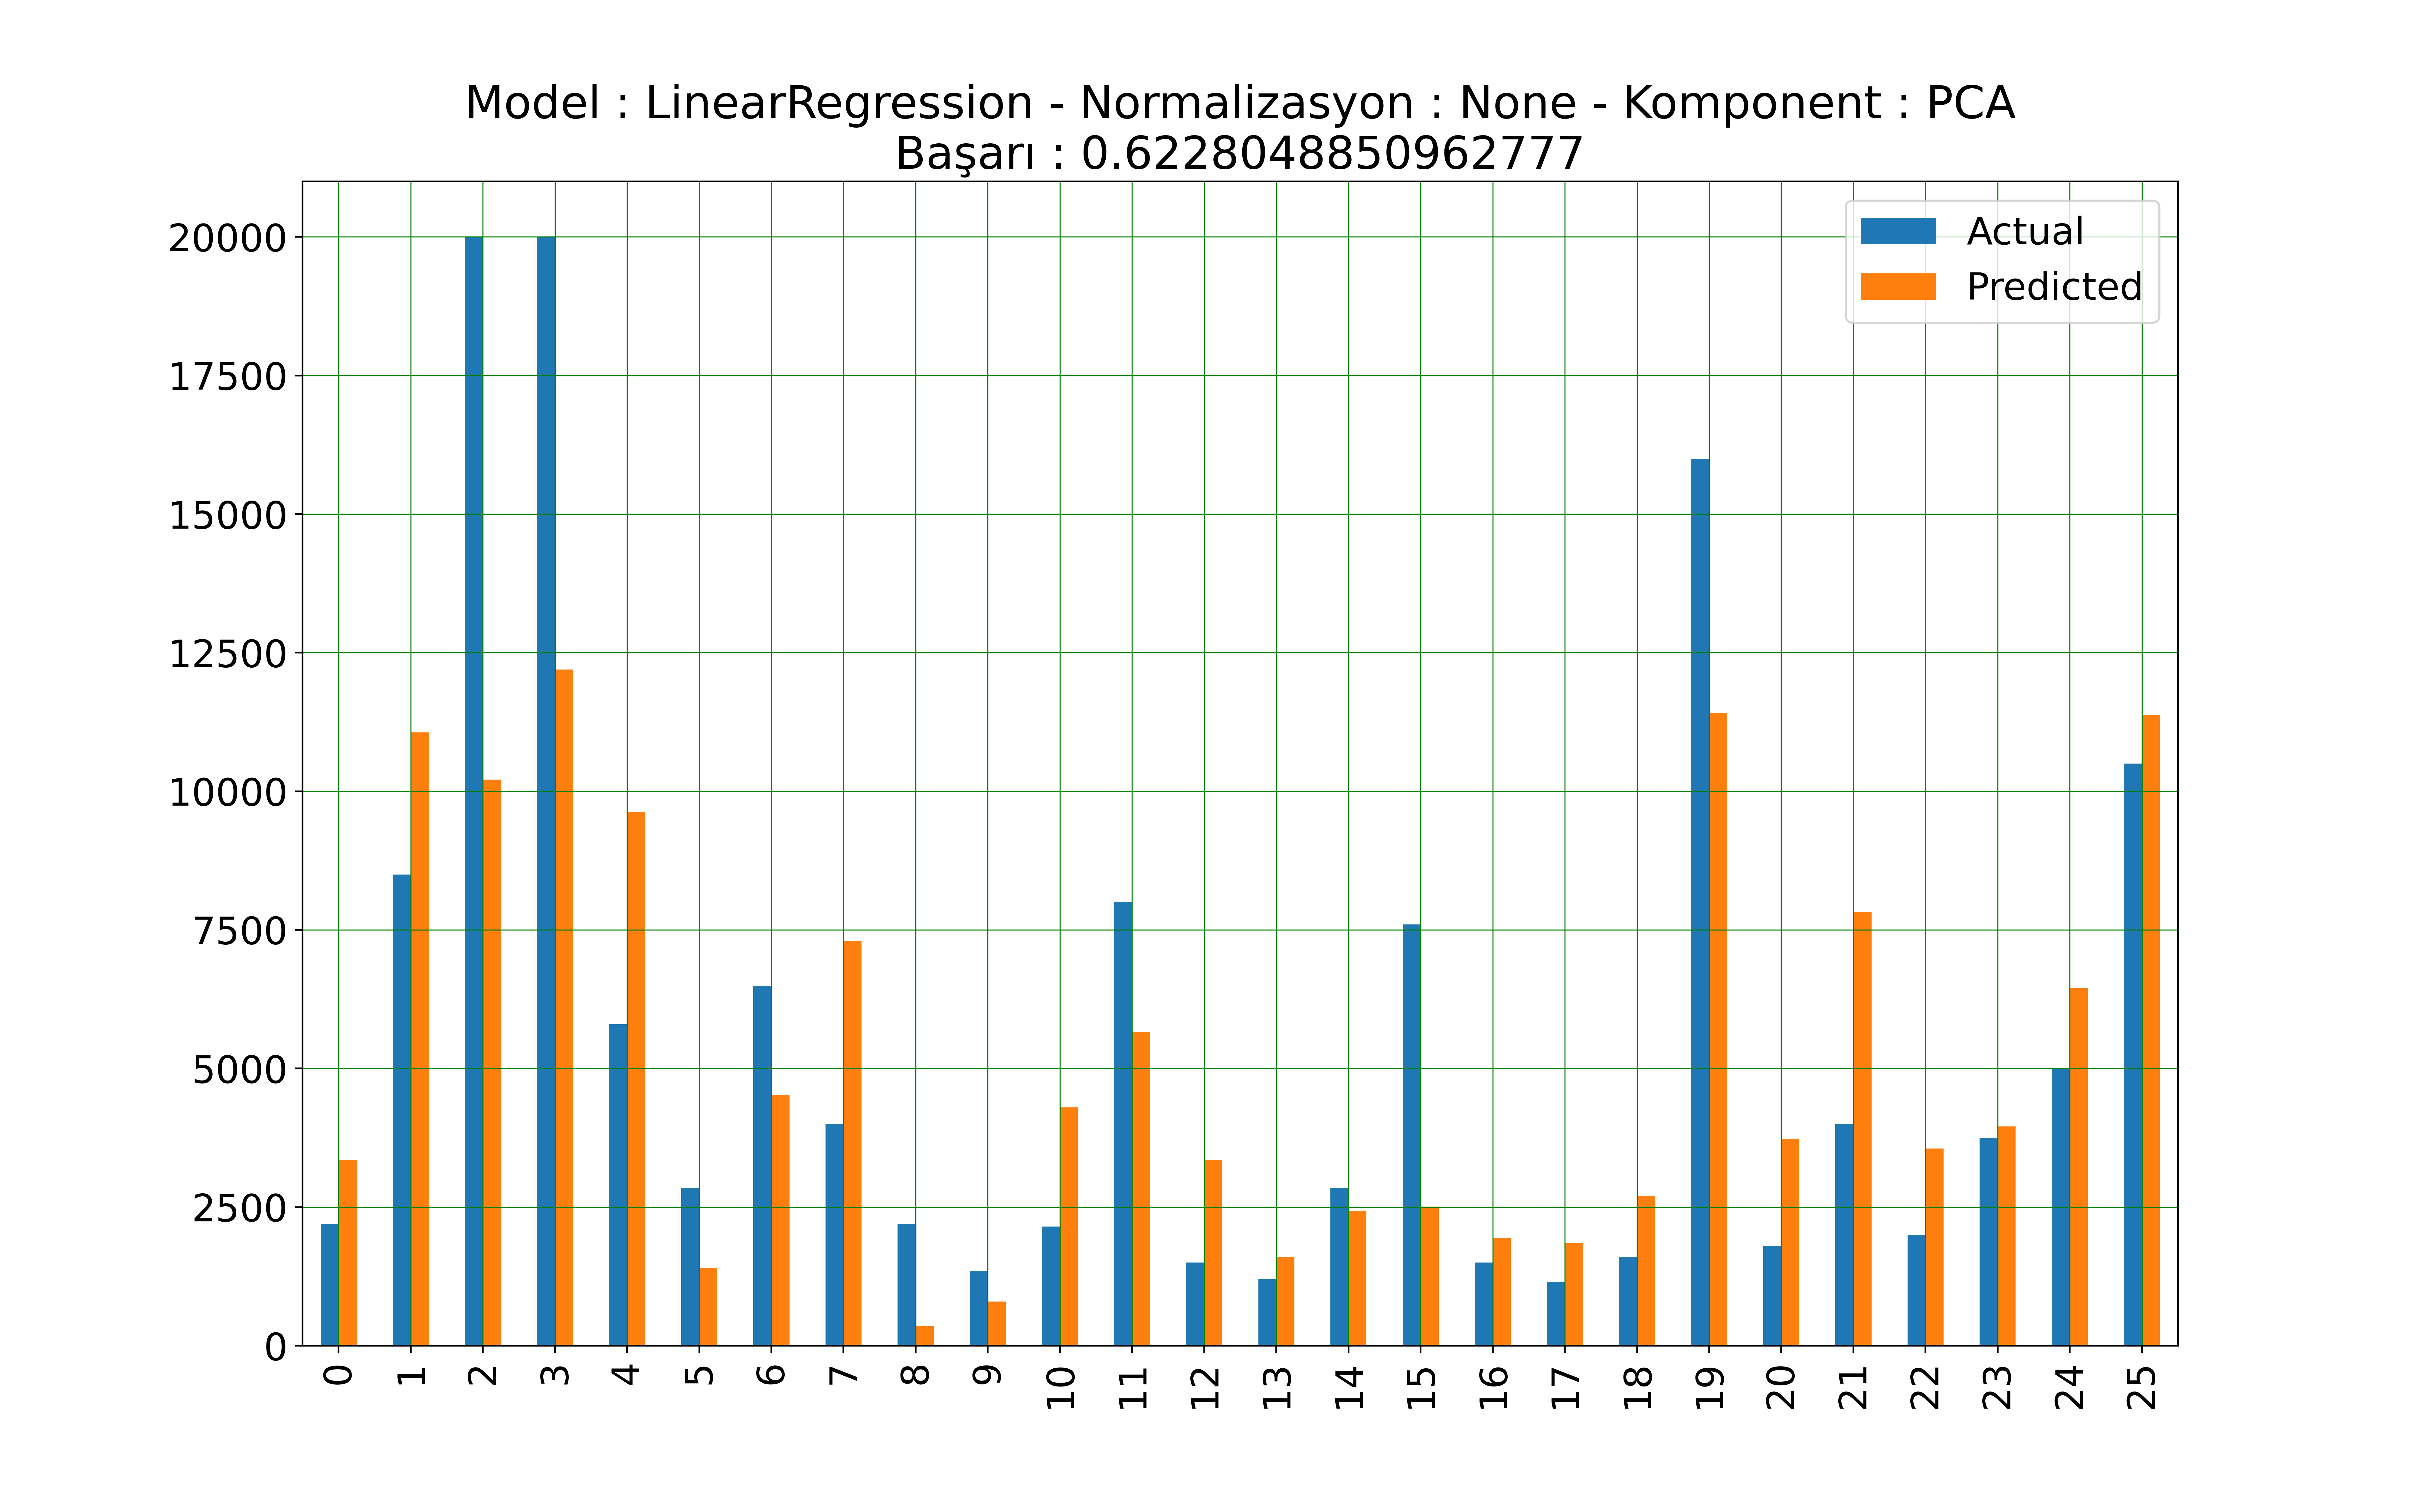 Model : LinearRegression - Normalizasyon : None - Komponent : PCA
Başarı : 0.6228048850962777
Actual
Predicted
20000
17500
15000
12500
10000
7500
5000
2500
0
0 1 2 3 4 5 6 7 8 9 10 11 12 13 14 15 16 17 18 19 20 21 22 23 24 25